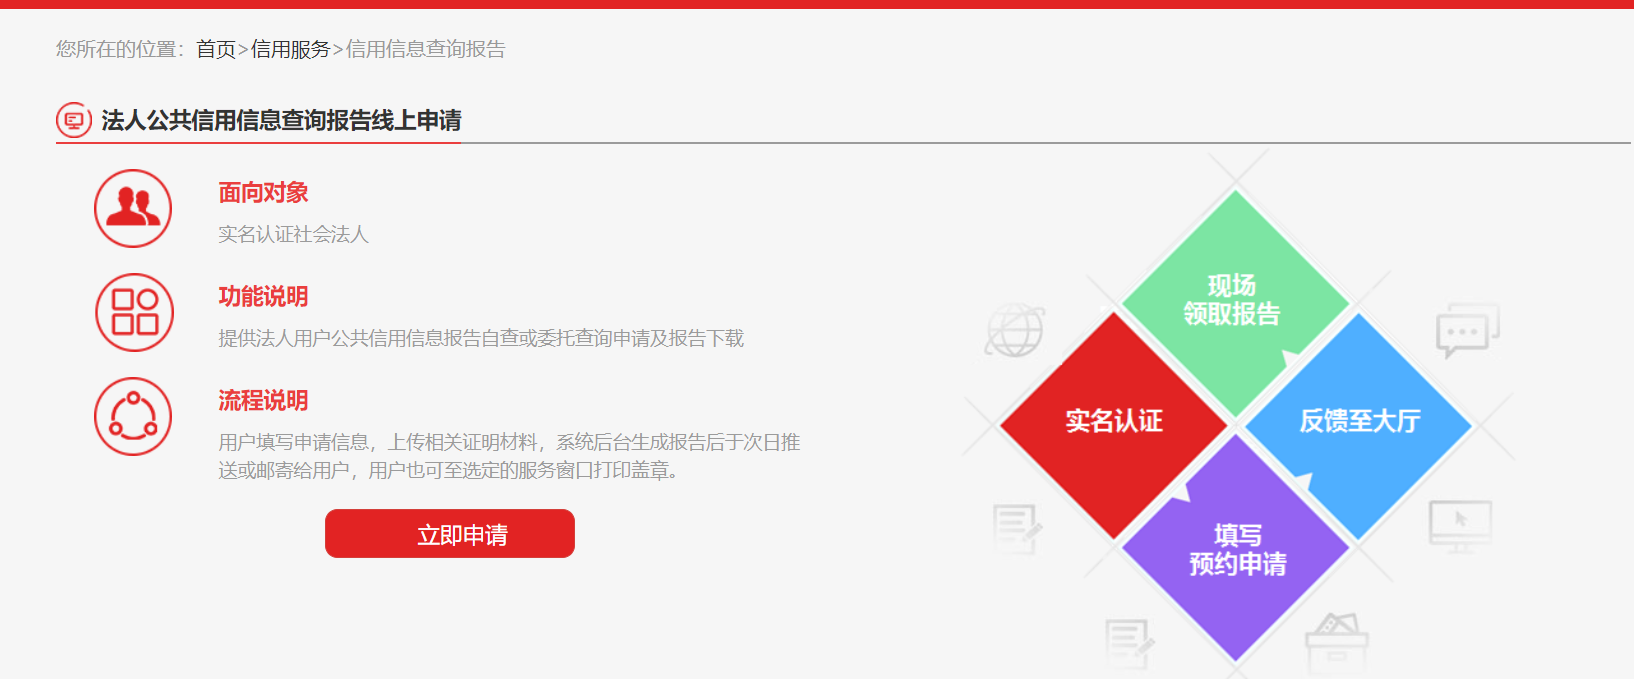 您所在的位置：首页>信用服务>信用信息查询报告
法人公共信用信息查询报告线上申请
面向对象
实名认证社会法人
功能说明
提供法人用户公共信用信息报告自查或委托查询申请及报告下载
流程说明
用户填写申请信息，上传相关证明材料，系统后台生成报告后于次日推
送或邮寄给用户，用户也可至选定的服务窗口打印盖章。
立即申请
现场
领取报告
实名认证
反馈至大厅
填写
预约申请